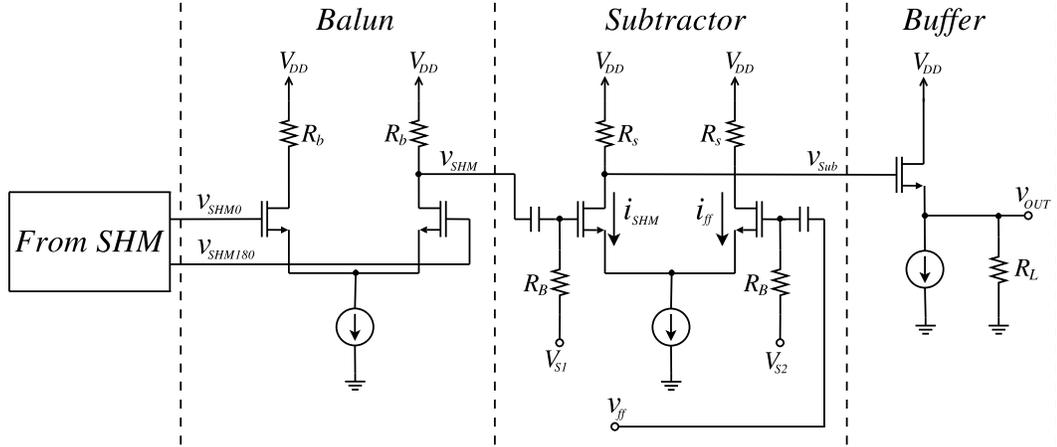 Balun
Subtractor
Buffer
V_DD
V_DD
V_DD
V_DD
V_DD
R_b
R_b
R_s
R_s
v_SHM
v_Sub
v_SHM0
From SHM
v_SHM180
i_SHM
i_ff
v_OUT
R_B
R_B
R_L
V_S1
V_S2
v_ff